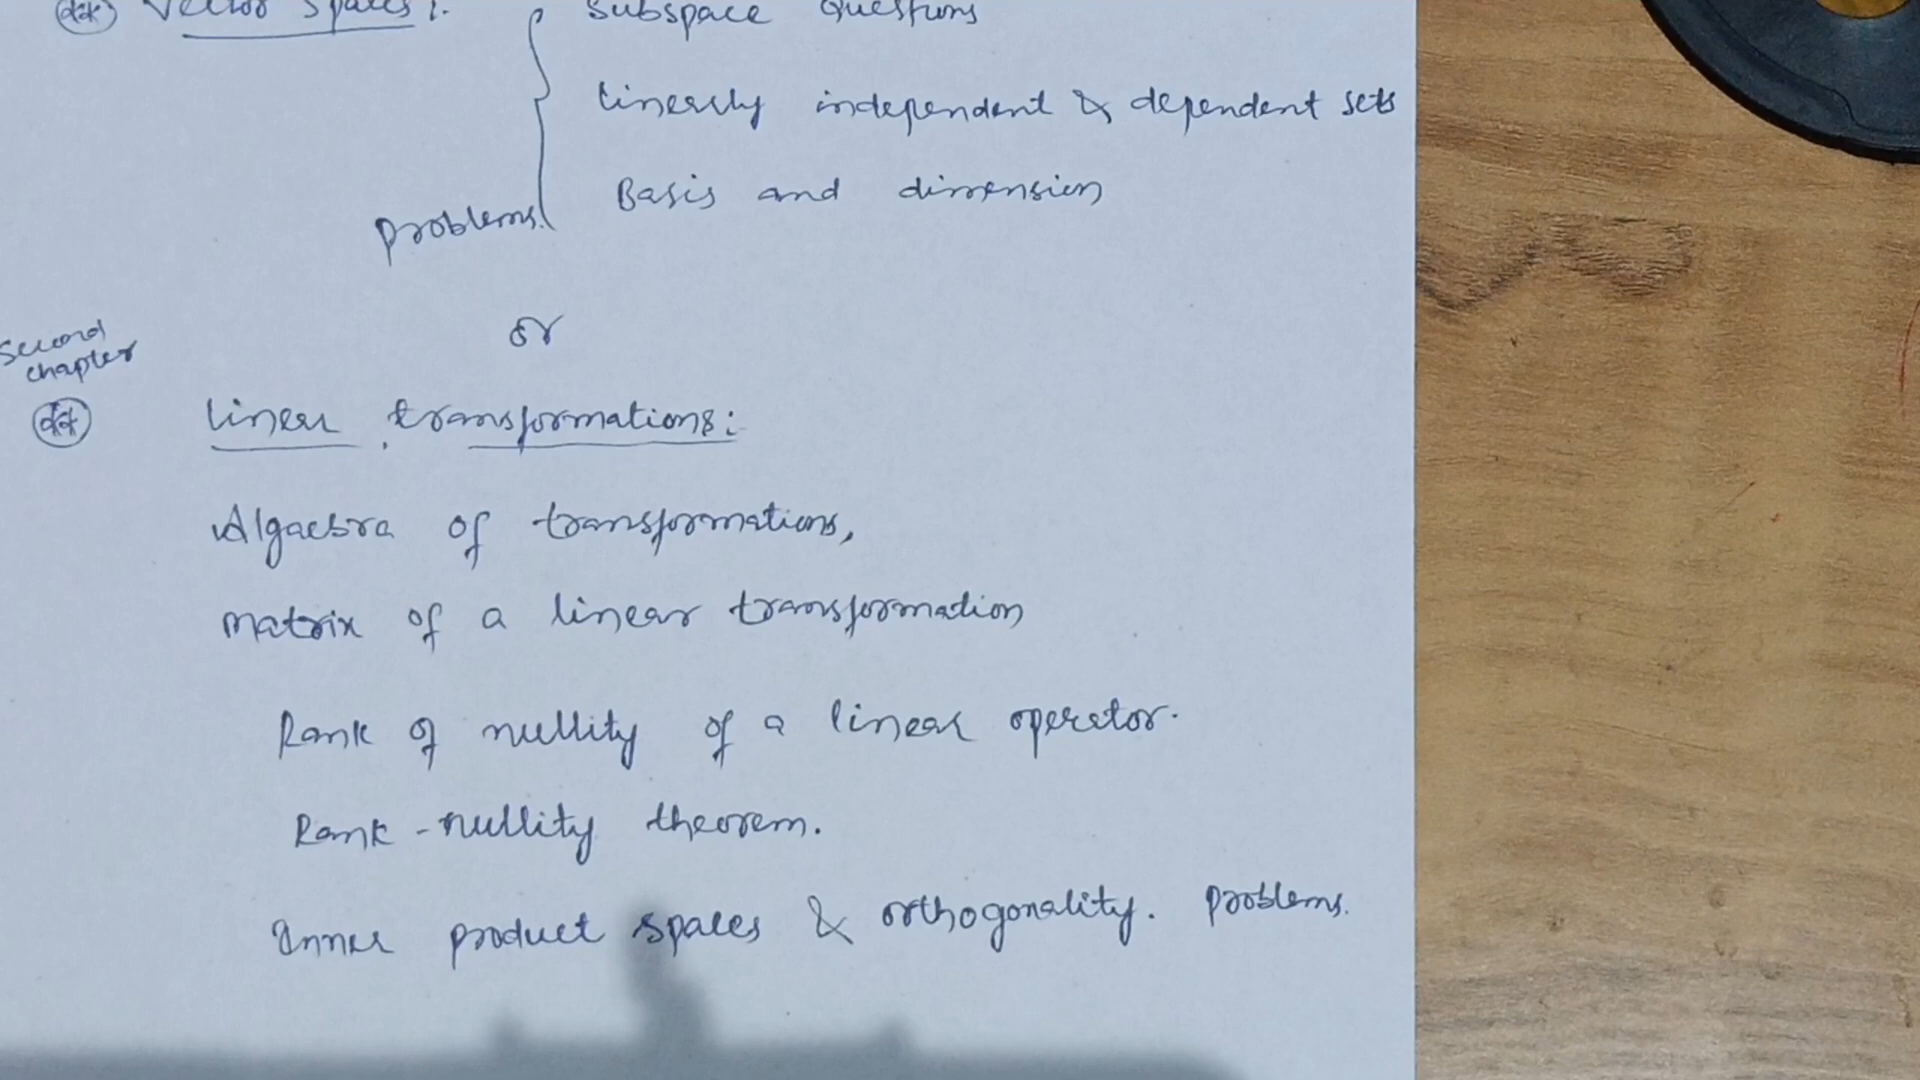 Vector Spaces :
Subspace Questions
linearly independent & dependent sets
Basis and dimension
problems
or
Second
chapter
linear transformations:
Algaebra of transformations,
matrix of a linear transformation
Rank of nullity of a linear operator.
Rank-nullity theorem.
Inner product spaces & orthogonality. problems.